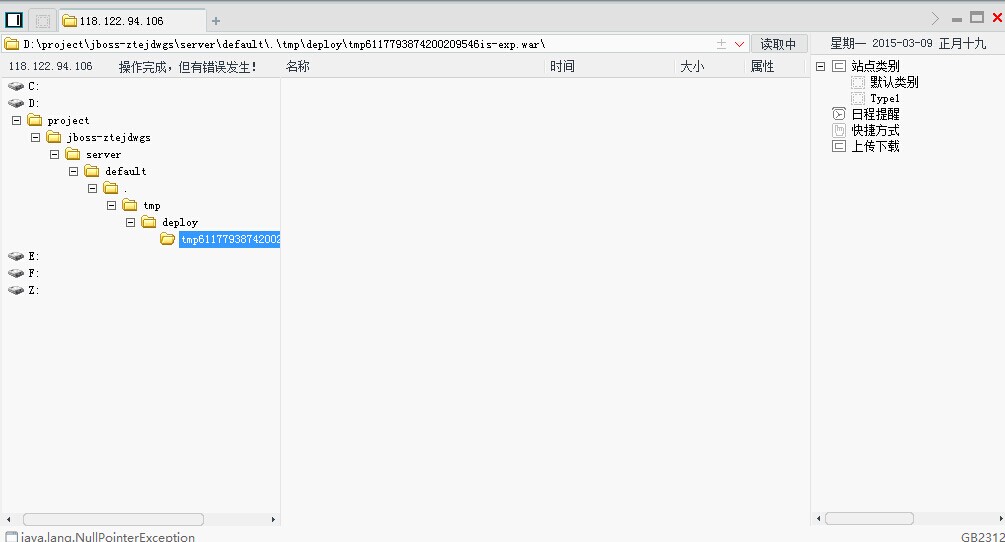 118.122.94.106
D:\project\jboss-ztejdwgs\server\default\.\tmp\deploy\tmp6117793874200209546is-exp.war\
读取中
星期一 2015-03-09 正月十九
118.122.94.106 操作完成，但有错误发生！
名称 时间 大小 属性
C:
D:
project
jboss-ztejdwgs
server
default
.
tmp
deploy
tmp61177938742002
E:
F:
Z:
站点类别
默认类别
Type1
日程提醒
快捷方式
上传下载
java.lang.NullPointerException
GB2312